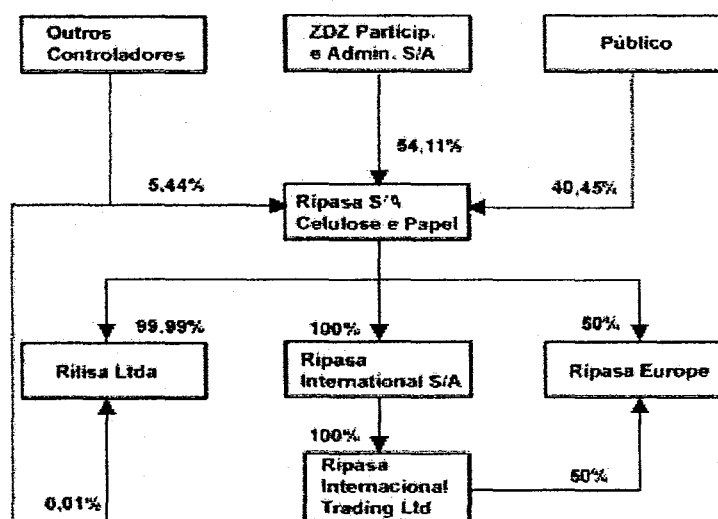 Outros
Controladores
ZDZ Particip.
e Admin. S/A
Público
54,11%
5,44%
40,45%
Ripasa S/A
Celulose e Papel
99,99%
100%
50%
Rilisa Ltda
Ripasa
International S/A
Ripasa Europe
100%
0,01%
Ripasa
Internacional
Trading Ltd
50%